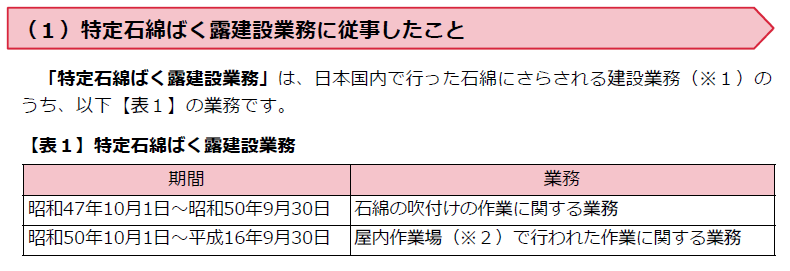 （１）特定石綿ばく露建設業務に従事したこと
「特定石綿ばく露建設業務」は、日本国内で行った石綿にさらされる建設業務（※１）の
うち、以下【表１】の業務です。
【表１】特定石綿ばく露建設業務
期間 業務
昭和47年10月1日～昭和50年9月30日 石綿の吹付けの作業に関する業務
昭和50年10月1日～平成16年9月30日 屋内作業場（※２）で行われた作業に関する業務